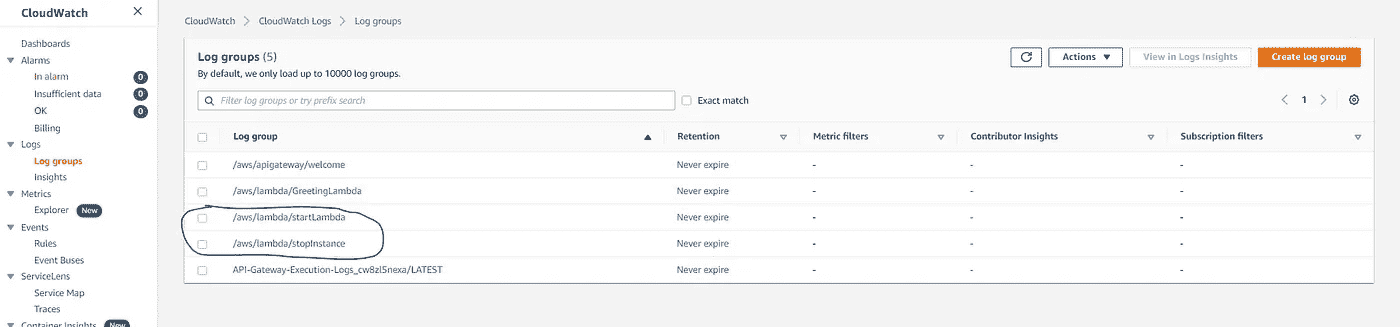 CloudWatch
Dashboards
Alarms
In alarm 0
Insufficient data 0
OK 0
Billing
Logs
Log groups
Insights
Metrics
Explorer New
Events
Rules
Event Buses
ServiceLens
Service Map
Traces
Container Insights New
CloudWatch > CloudWatch Logs > Log groups
Log groups (5)
By default, we only load up to 10000 log groups.
Actions View in Logs Insights Create log group
Filter log groups or try prefix search Exact match
1
Log group Retention Metric filters Contributor Insights Subscription filters
/aws/apigateway/welcome Never expire - - -
/aws/lambda/GreetingLambda Never expire - - -
/aws/lambda/startLambda Never expire - - -
/aws/lambda/stopInstance Never expire - - -
API-Gateway-Execution-Logs_cw8zl5nexa/LATEST Never expire - - -